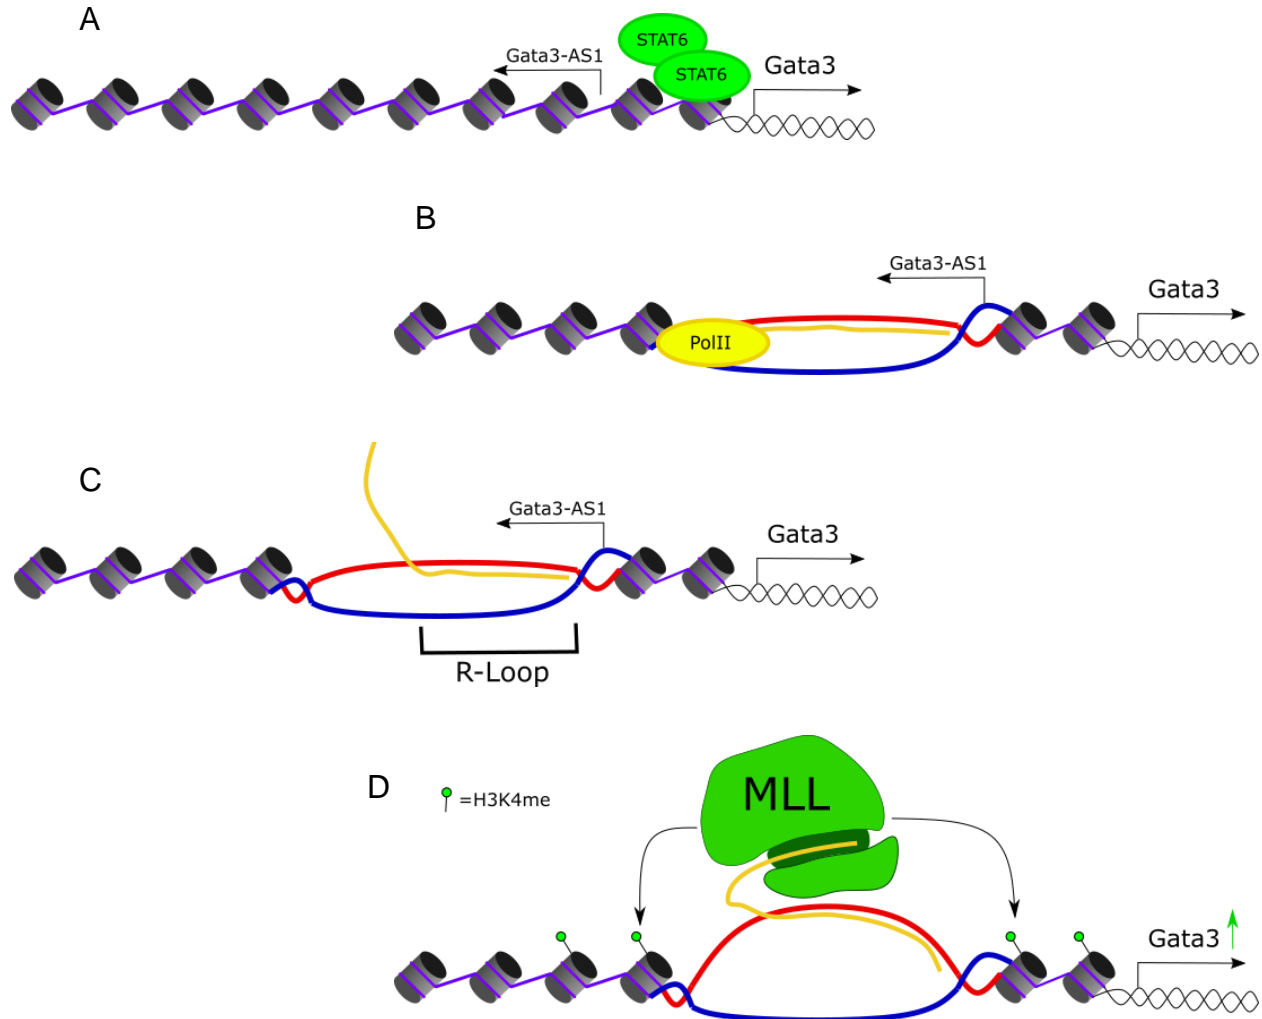 A
STAT6
Gata3-AS1
STAT6
Gata3
B
Gata3-AS1
Gata3
PolII
C
Gata3-AS1
Gata3
R-Loop
D
=H3K4me
MLL
Gata3